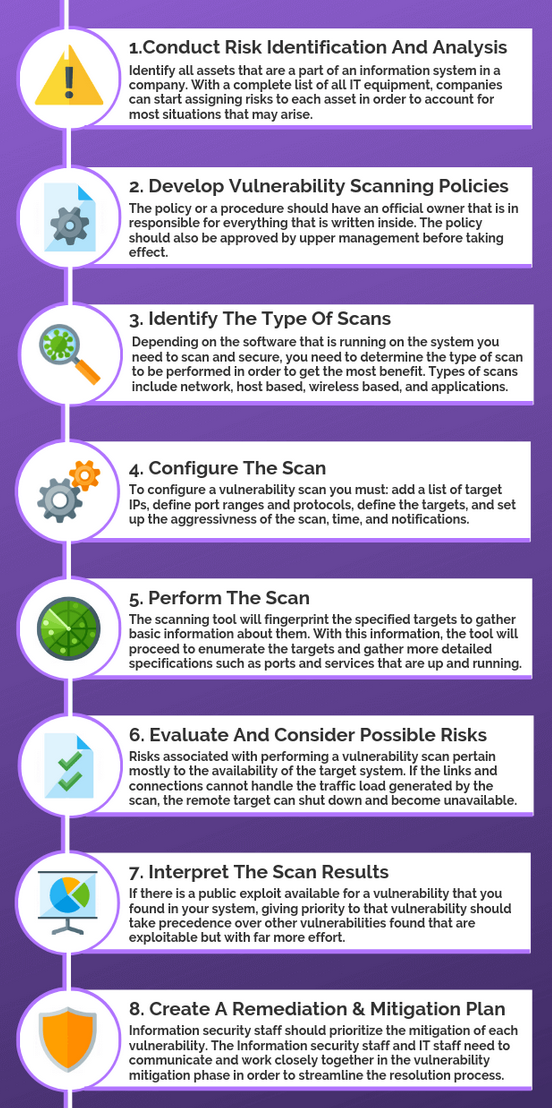 1.Conduct Risk Identification And Analysis
Identify all assets that are a part of an information system in a
company. With a complete list of all IT equipment, companies
can start assigning risks to each asset in order to account for
most situations that may arise.
2. Develop Vulnerability Scanning Policies
The policy or a procedure should have an official owner that is in
responsible for everything that is written inside. The policy
should also be approved by upper management before taking
effect.
3. Identify The Type Of Scans
Depending on the software that is running on the system you
need to scan and secure, you need to determine the type of scan
to be performed in order to get the most benefit. Types of scans
include network, host based, wireless based, and applications.
4. Configure The Scan
To configure a vulnerability scan you must: add a list of target
IPs, define port ranges and protocols, define the targets, and set
up the aggressivness of the scan, time, and notifications.
5. Perform The Scan
The scanning tool will fingerprint the specified targets to gather
basic information about them. With this information, the tool will
proceed to enumerate the targets and gather more detailed
specifications such as ports and services that are up and running.
6. Evaluate And Consider Possible Risks
Risks associated with performing a vulnerability scan pertain
mostly to the availability of the target system. If the links and
connections cannot handle the traffic load generated by the
scan, the remote target can shut down and become unavailable.
7. Interpret The Scan Results
If there is a public exploit available for a vulnerability that you
found in your system, giving priority to that vulnerability should
take precedence over other vulnerabilities found that are
exploitable but with far more effort.
8. Create A Remediation & Mitigation Plan
Information security staff should prioritize the mitigation of each
vulnerability. The Information security staff and IT staff need to
communicate and work closely together in the vulnerability
mitigation phase in order to streamline the resolution process.